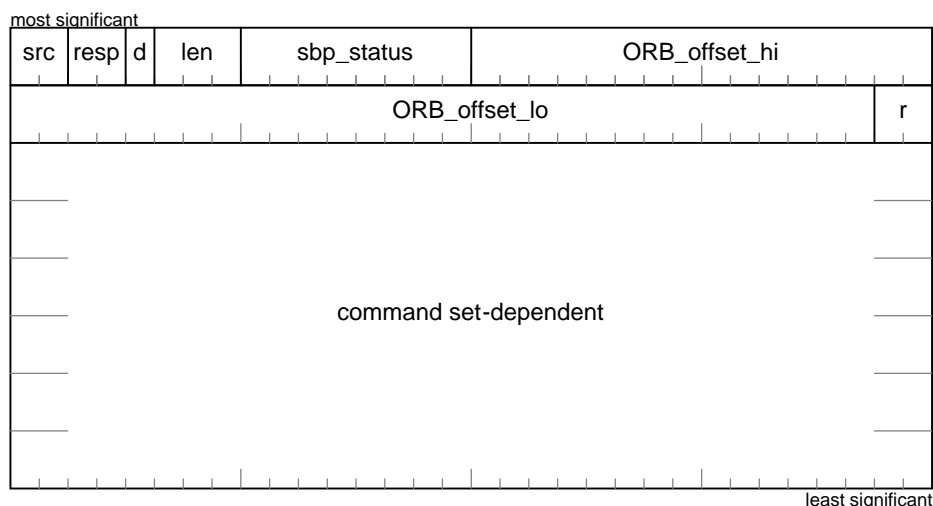 most significant
src resp d len sbp_status ORB_offset_hi
ORB_offset_lo r
command set-dependent
least significant